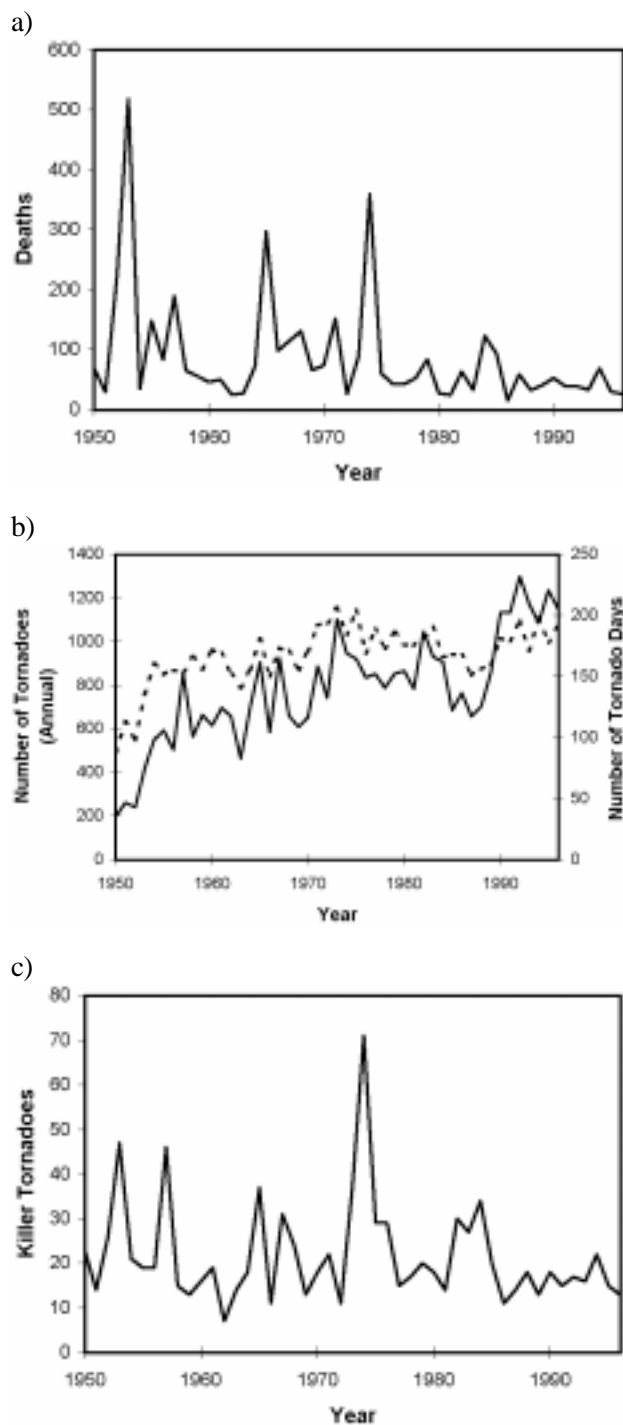 a)
600
500
400
300
200
100
0
Deaths
1950 1960 1970 1980 1990
Year
b)
1400
1200
1000
800
600
400
200
0
Number of Tornadoes
(Annual)
250
200
150
100
50
0
Number of Tornado Days
1950 1960 1970 1980 1990
Year
c)
80
70
60
50
40
30
20
10
0
Killer Tornadoes
1950 1960 1970 1980 1990
Year